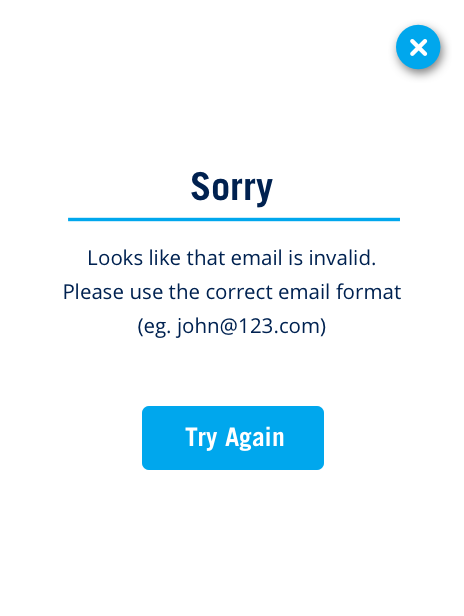 Sorry
Looks like that email is invalid.
Please use the correct email format
(eg. john@123.com)
Try Again